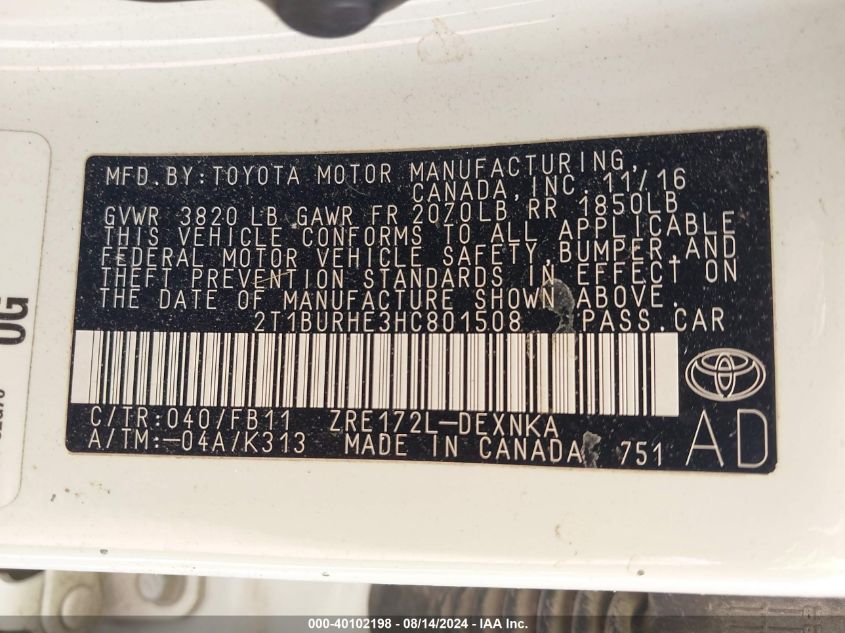 MFD.BY:TOYOTA MOTOR MANUFACTURING,
CANADA,INC. 11/16
GVWR 3820 LB GAWR FR 2070LB RR 1850LB
THIS VEHICLE CONFORMS TO ALL APPLICABLE
FEDERAL MOTOR VEHICLE SAFETY,BUMPER,AND
THEFT PREVENTION STANDARDS IN EFFECT ON
THE DATE OF MANUFACTURE SHOWN ABOVE.
2T1BURHE3HC801508 PASS.CAR
C/TR:040/FB11 ZRE172L-DEXNKA
A/TM:-04A/K313 MADE IN CANADA 751
AD
OG
000-40102198 - 08/14/2024 - IAA Inc.